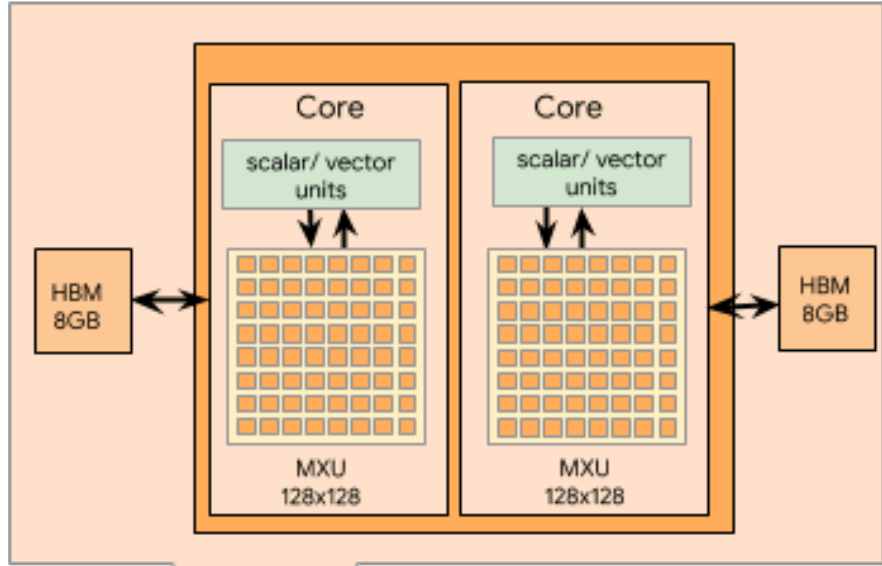 Core
scalar/ vector
units
MXU
128x128
Core
scalar/ vector
units
MXU
128x128
HBM
8GB
HBM
8GB